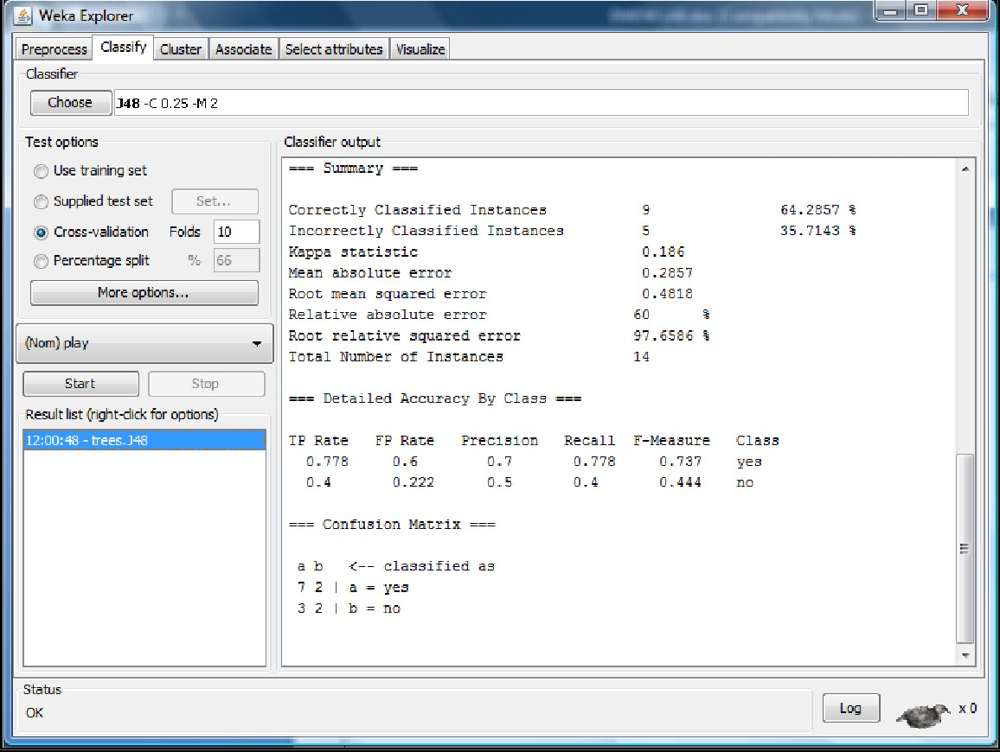 Weka Explorer
Preprocess Classify Cluster Associate Select attributes Visualize
Classifier
Choose J48 -C 0.25 -M 2
Test options
Use training set
Supplied test set Set...
Cross-validation Folds 10
Percentage split % 66
More options...
(Nom) play
Start Stop
Result list (right-click for options)
12:00:48 - trees.J48
Classifier output
=== Summary ===
Correctly Classified Instances 9 64.2857 %
Incorrectly Classified Instances 5 35.7143 %
Kappa statistic 0.186
Mean absolute error 0.2857
Root mean squared error 0.4818
Relative absolute error 60 %
Root relative squared error 97.6586 %
Total Number of Instances 14
=== Detailed Accuracy By Class ===
TP Rate FP Rate Precision Recall F-Measure Class
0.778 0.6 0.7 0.778 0.737 yes
0.4 0.222 0.5 0.4 0.444 no
=== Confusion Matrix ===
a b <-- classified as
7 2 | a = yes
3 2 | b = no
Status
OK
Log x 0